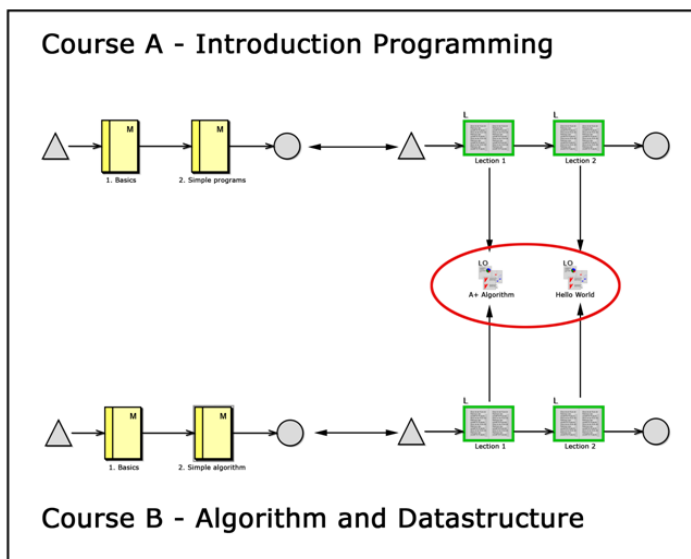 Course A - Introduction Programming
M
M
L
L
1. Basics
2. Simple programs
Lection 1
Lection 2
LO
LO
A+ Algorithm
Hello World
M
M
L
L
1. Basics
2. Simple algorithm
Lection 1
Lection 2
Course B - Algorithm and Datastructure